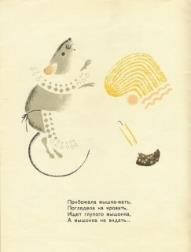 Прибежала мышка-мать,
Поглядела на кровать,
Ищет глупого мышонка,
А мышонка не видать...